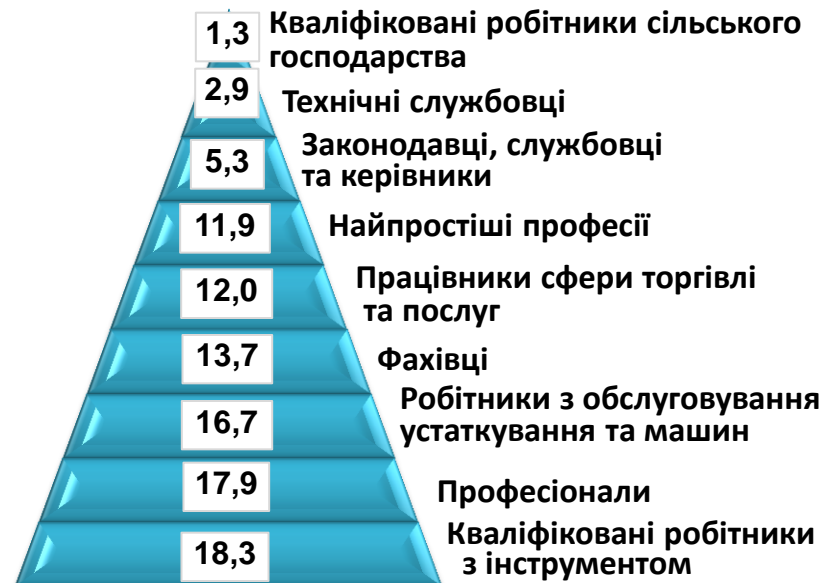 1,3 Кваліфіковані робітники сільського
господарства
2,9 Технічні службовці
5,3 Законодавці, службовці
та керівники
11,9 Найпростіші професії
12,0 Працівники сфери торгівлі
та послуг
13,7 Фахівці
16,7 Робітники з обслуговування
устаткування та машин
17,9 Професіонали
18,3 Кваліфіковані робітники
з інструментом